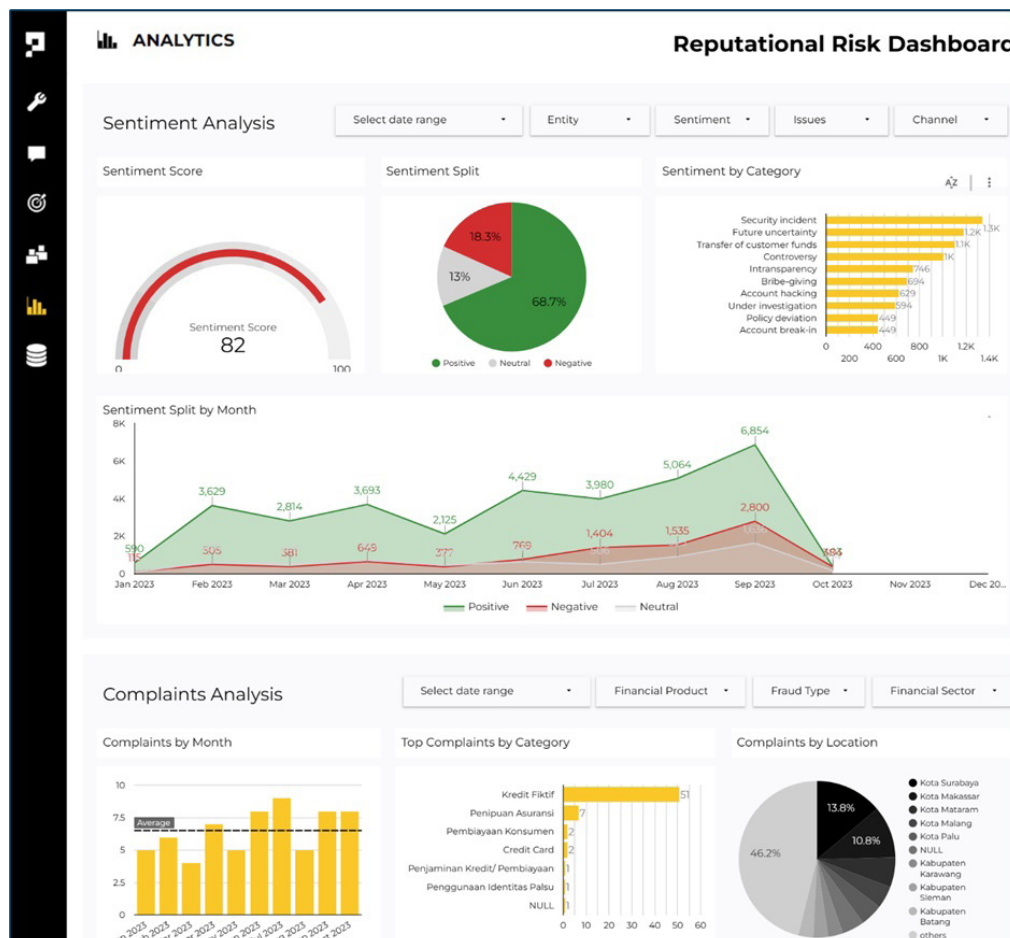 ANALYTICS
Reputational Risk Dashboard
Sentiment Analysis
Select date range
Entity
Sentiment
Issues
Channel
Sentiment Score
Sentiment Split
Sentiment by Category
AZ
Sentiment Score
82
0
100
18.3%
13%
68.7%
Positive
Neutral
Negative
Security incident
1.3K
Future uncertainty
1.2K
Transfer of customer funds
1.1K
Controversy
1K
Intransparency
746
Bribe-giving
694
Account hacking
629
Under investigation
594
Policy deviation
449
Account break-in
449
0 400 800 1.2K
200 600 1K 1.4K
Sentiment Split by Month
8K
6K
4K
2K
0
590
3,629
2,814
3,693
2,125
4,429
3,980
5,064
6,854
115
505
381
649
377
769
1,404
1,535
2,800
Jan 2023 Feb 2023 Mar 2023 Apr 2023 May 2023 Jun 2023 Jul 2023 Aug 2023 Sep 2023 Oct 2023 Nov 2023 Dec 20...
Positive
Negative
Neutral
Complaints Analysis
Select date range
Financial Product
Fraud Type
Financial Sector
Complaints by Month
Top Complaints by Category
Complaints by Location
10
7.5
5
2.5
0
Average
Kredit Fiktif
51
Penipuan Asuransi
7
Pembiayaan Konsumen
2
Credit Card
2
Penjaminan Kredit/ Pembiayaan
1
Penggunaan Identitas Palsu
1
NULL
1
0 10 20 30 40 50 60
13.8%
10.8%
46.2%
Kota Surabaya
Kota Makassar
Kota Mataram
Kota Malang
Kota Palu
NULL
Kabupaten
Karawang
Kabupaten
Sleman
Kabupaten
Batang
others